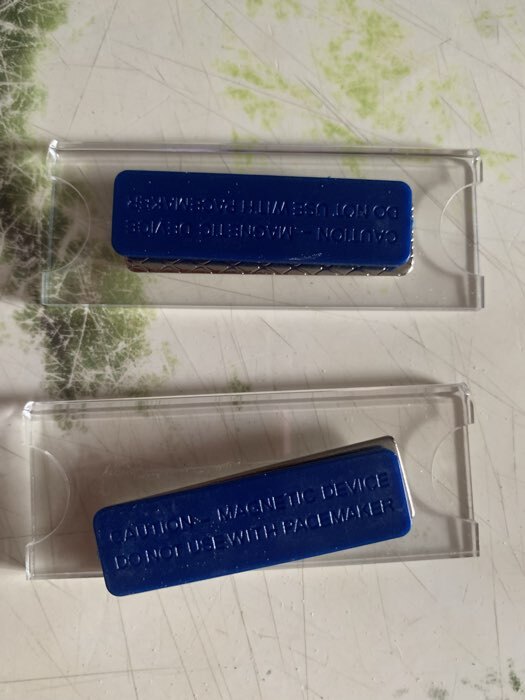 CAUTION - MAGNETIC DEVICE
DO NOT USE WITH PACEMAKER
CAUTION - MAGNETIC DEVICE
DO NOT USE WITH PACEMAKER